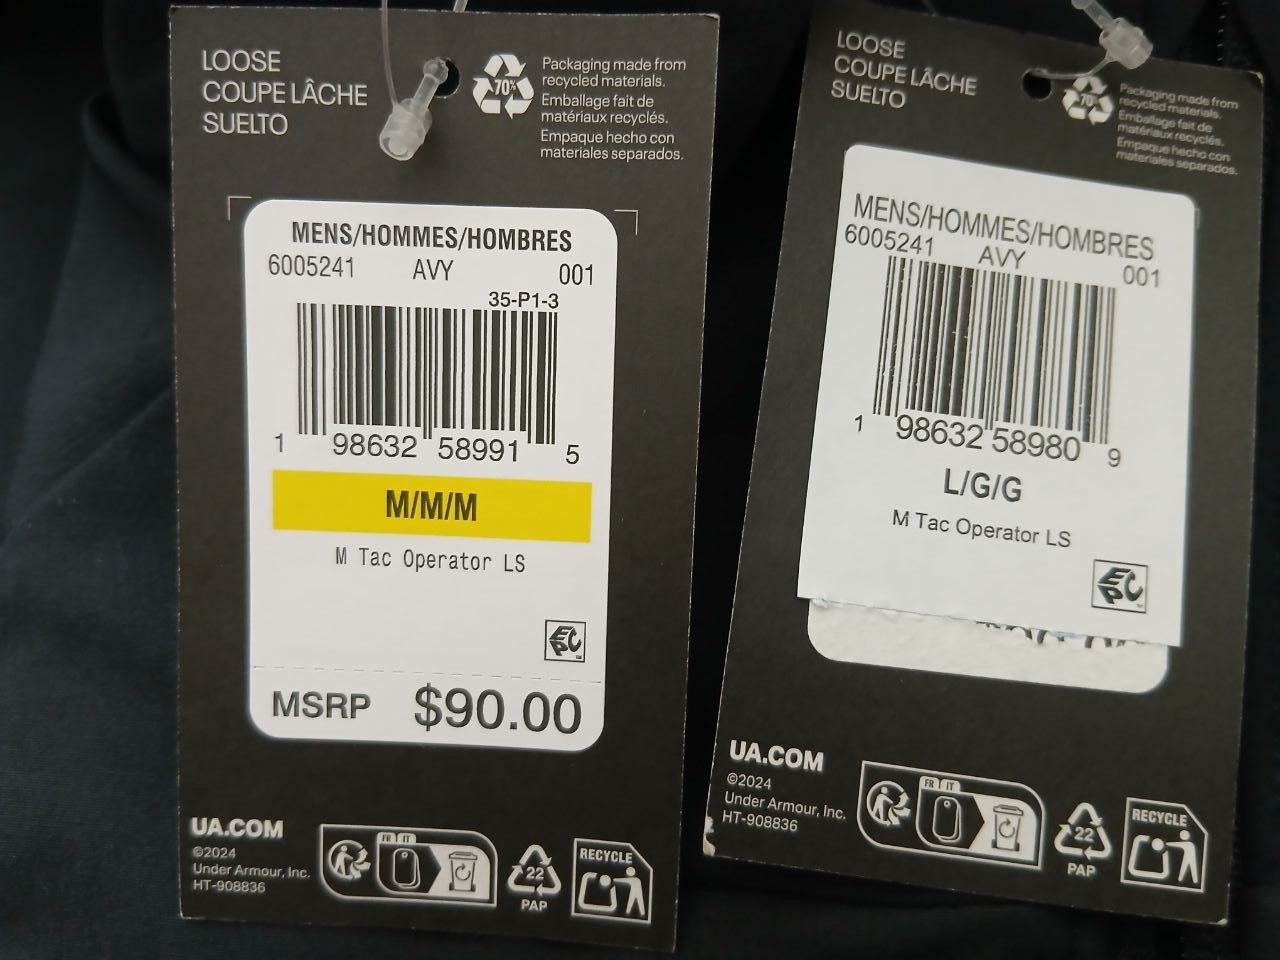 LOOSE
COUPE LÂCHE
SUELTO
70%
Packaging made from
recycled materials.
Emballage fait de
matériaux recyclés.
Empaque hecho con
materiales separados.
MENS/HOMMES/HOMBRES
6005241 AVY 001
35-P1-3
1 98632 58991 5
M/M/M
M Tac Operator LS
EPC
MSRP $90.00
UA.COM
©2024
Under Armour, Inc.
HT-908836
FR IT
22
PAP
RECYCLE
LOOSE
COUPE LÂCHE
SUELTO
70%
Packaging made from
recycled materials.
Emballage fait de
matériaux recyclés.
Empaque hecho con
materiales separados.
MENS/HOMMES/HOMBRES
6005241 AVY 001
1 98632 58980 9
L/G/G
M Tac Operator LS
EPC
UA.COM
©2024
Under Armour, Inc.
HT-908836
FR IT
22
PAP
RECYCLE